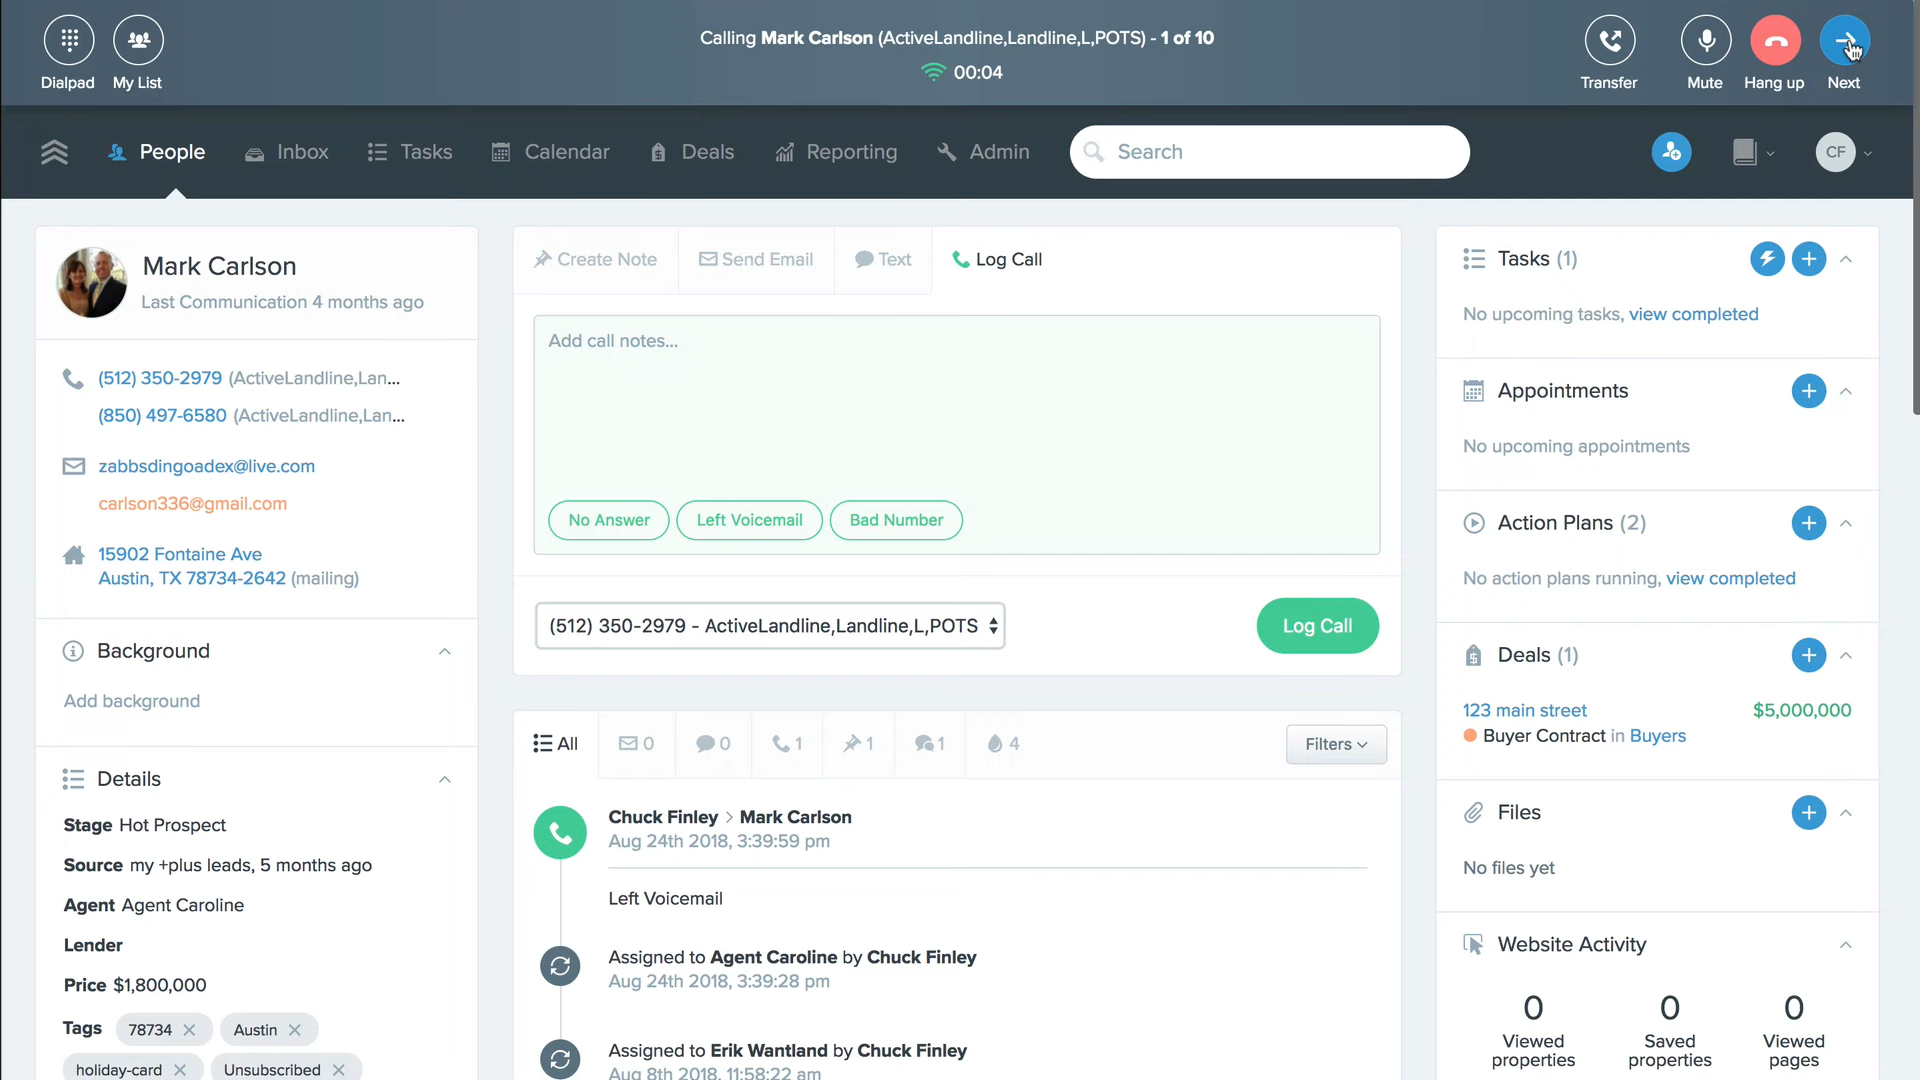 Dialpad
My List
Calling Mark Carlson (ActiveLandline,Landline,L,POTS) - 1 of 10
00:04
Transfer
Mute
Hang up
Next
People
Inbox
Tasks
Calendar
Deals
Reporting
Admin
Search
CF
Mark Carlson
Last Communication 4 months ago
(512) 350-2979 (ActiveLandline,Lan...
(850) 497-6580 (ActiveLandline,Lan...
zabbsdingoadex@live.com
carlson336@gmail.com
15902 Fontaine Ave
Austin, TX 78734-2642 (mailing)
Background
Add background
Details
Stage Hot Prospect
Source my +plus leads, 5 months ago
Agent Agent Caroline
Lender
Price $1,800,000
Tags 78734 Austin
holiday-card Unsubscribed
Create Note
Send Email
Text
Log Call
Add call notes...
No Answer
Left Voicemail
Bad Number
(512) 350-2979 - ActiveLandline,Landline,L,POTS
Log Call
All
0
0
1
1
1
4
Filters
Chuck Finley > Mark Carlson
Aug 24th 2018, 3:39:59 pm
Left Voicemail
Assigned to Agent Caroline by Chuck Finley
Aug 24th 2018, 3:39:28 pm
Assigned to Erik Wantland by Chuck Finley
Aug 8th 2018, 11:58:22 am
Tasks (1)
No upcoming tasks, view completed
Appointments
No upcoming appointments
Action Plans (2)
No action plans running, view completed
Deals (1)
123 main street $5,000,000
Buyer Contract in Buyers
Files
No files yet
Website Activity
0 0 0
Viewed properties
Saved properties
Viewed pages